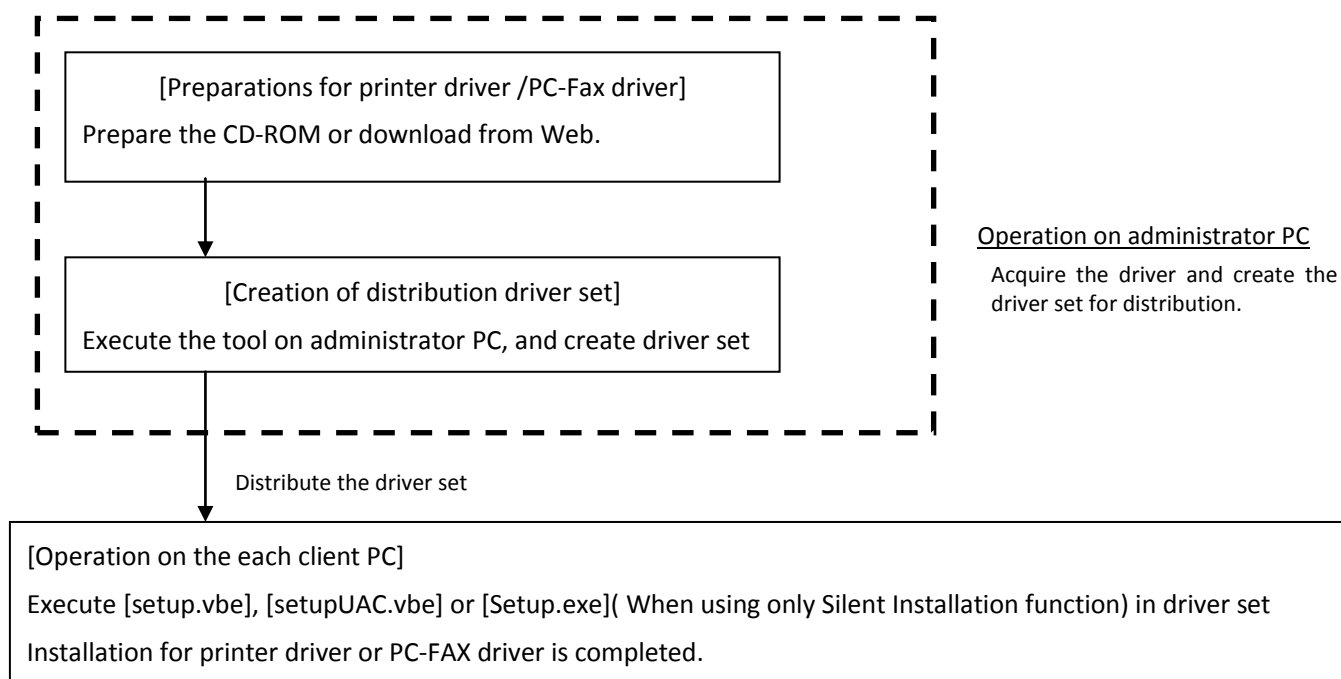 [Preparations for printer driver /PC-Fax driver]
Prepare the CD-ROM or download from Web.
[Creation of distribution driver set]
Execute the tool on administrator PC, and create driver set
Operation on administrator PC
Acquire the driver and create the
driver set for distribution.
Distribute the driver set
[Operation on the each client PC]
Execute [setup.vbe], [setupUAC.vbe] or [Setup.exe]( When using only Silent Installation function) in driver set
Installation for printer driver or PC-FAX driver is completed.